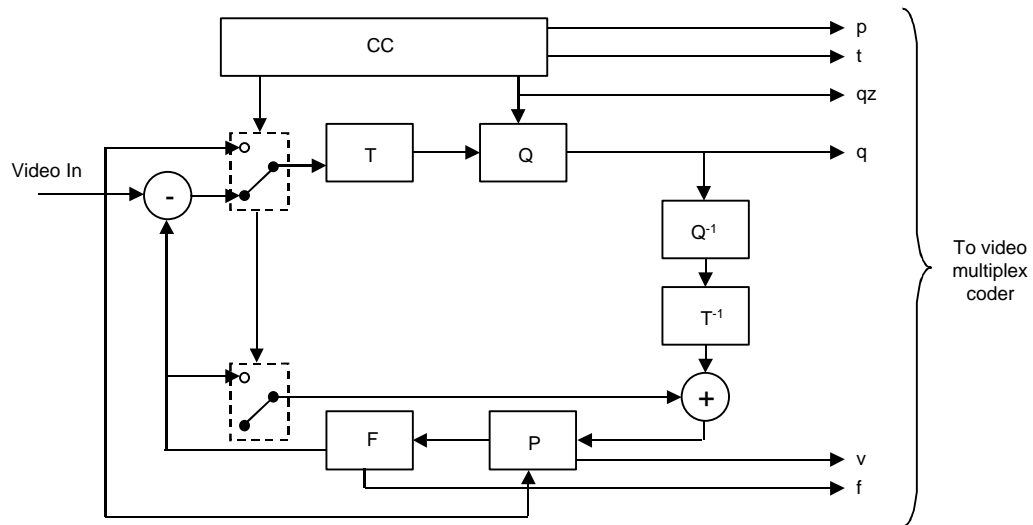 CC
p
t
qz
Video In
T
Q
q
-
Q-1
To video
multiplex
coder
T-1
+
F
P
v
f